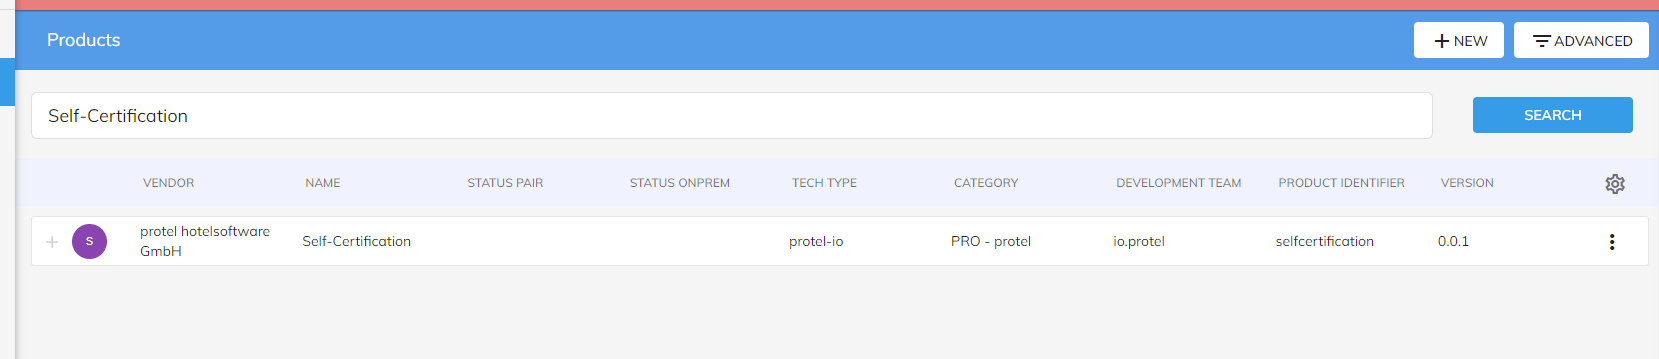 Products
NEW
ADVANCED
Self-Certification
SEARCH
VENDOR NAME STATUS PAIR STATUS ONPREM TECH TYPE CATEGORY DEVELOPMENT TEAM PRODUCT IDENTIFIER VERSION
S
protel hotelsoftware
GmbH
Self-Certification protel-io PRO - protel io.protel selfcertification 0.0.1